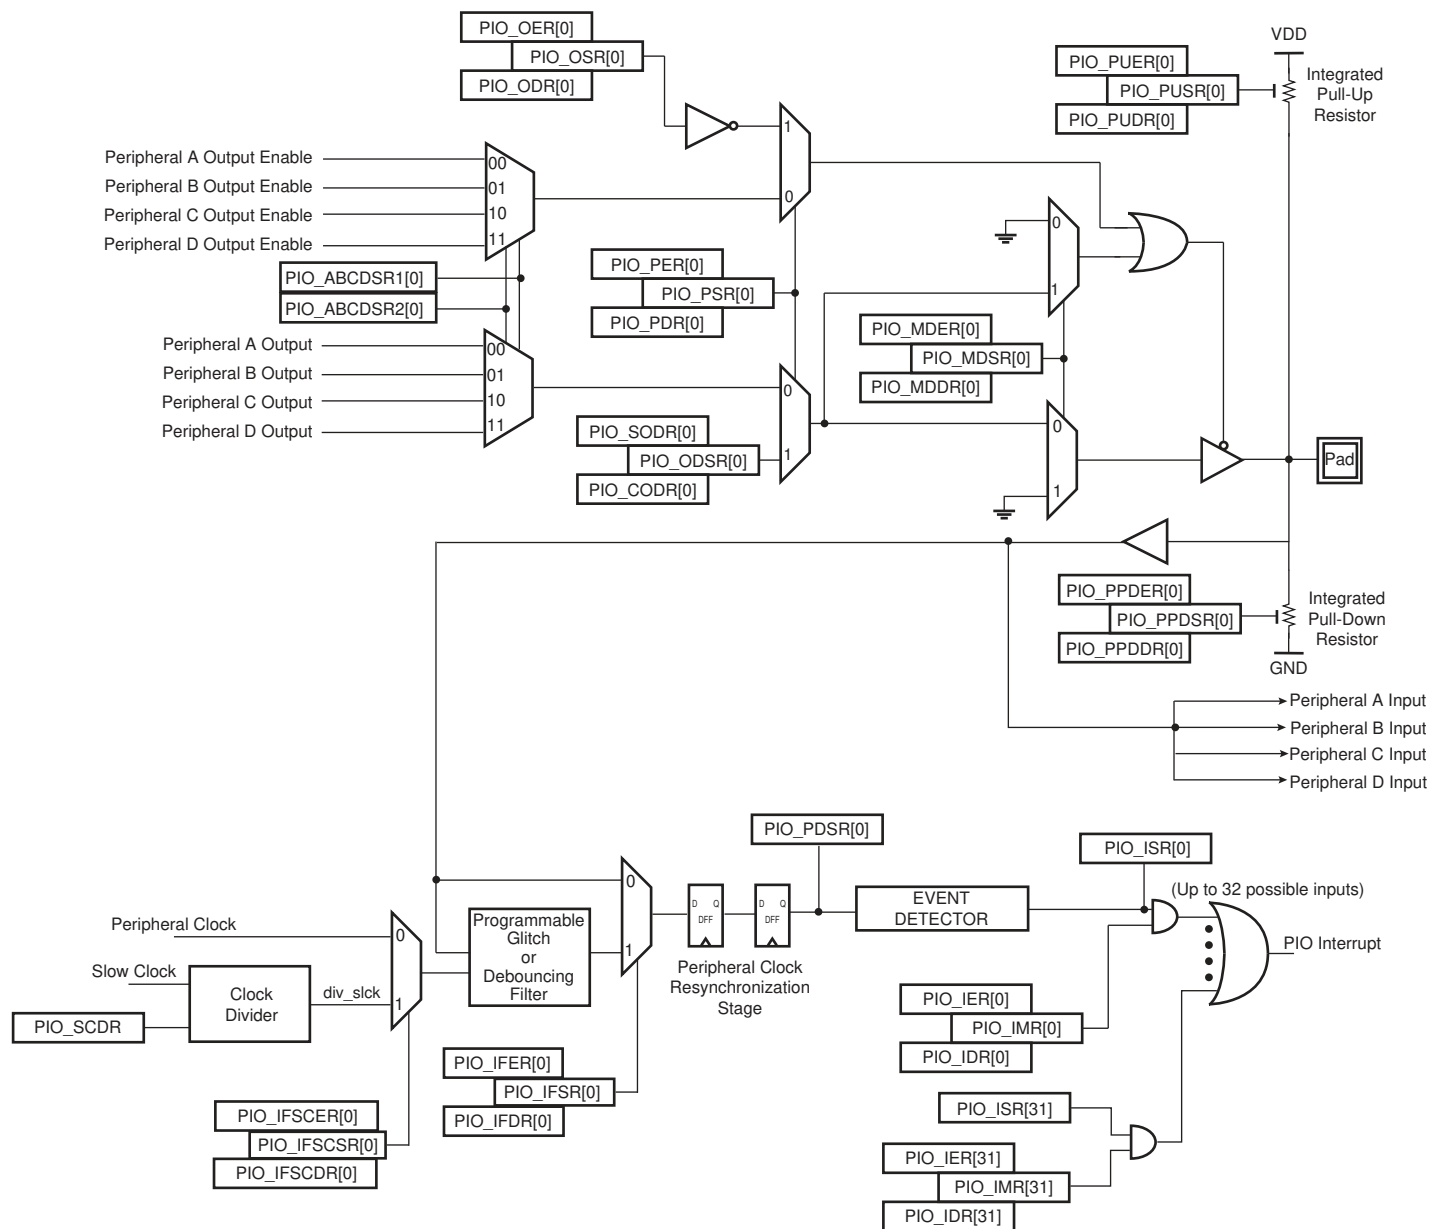 PIO_OER[0]
PIO_OSR[0]
PIO_ODR[0]
VDD
PIO_PUER[0]
PIO_PUSR[0]
PIO_PUDR[0]
Integrated
Pull-Up
Resistor
1
0
Peripheral A Output Enable
Peripheral B Output Enable
Peripheral C Output Enable
Peripheral D Output Enable
00
01
10
11
PIO_ABCDSR1[0]
PIO_ABCDSR2[0]
PIO_PER[0]
PIO_PSR[0]
PIO_PDR[0]
0
1
PIO_MDER[0]
PIO_MDSR[0]
PIO_MDDR[0]
Peripheral A Output
Peripheral B Output
Peripheral C Output
Peripheral D Output
00
01
10
11
0
1
PIO_SODR[0]
PIO_ODSR[0]
PIO_CODR[0]
0
1
Pad
PIO_PPDER[0]
PIO_PPDSR[0]
PIO_PPDDR[0]
Integrated
Pull-Down
Resistor
GND
Peripheral A Input
Peripheral B Input
Peripheral C Input
Peripheral D Input
PIO_PDSR[0]
PIO_ISR[0]
(Up to 32 possible inputs)
0
1
D Q
DFF
D Q
DFF
EVENT
DETECTOR
Peripheral Clock
Resynchronization
Stage
PIO Interrupt
Peripheral Clock
Slow Clock
Clock
Divider
div_slck
PIO_SCDR
0
1
Programmable
Glitch
or
Debouncing
Filter
PIO_IER[0]
PIO_IMR[0]
PIO_IDR[0]
PIO_IFER[0]
PIO_IFSR[0]
PIO_IFDR[0]
PIO_IFSCER[0]
PIO_IFSCSR[0]
PIO_IFSCDR[0]
PIO_ISR[31]
PIO_IER[31]
PIO_IMR[31]
PIO_IDR[31]